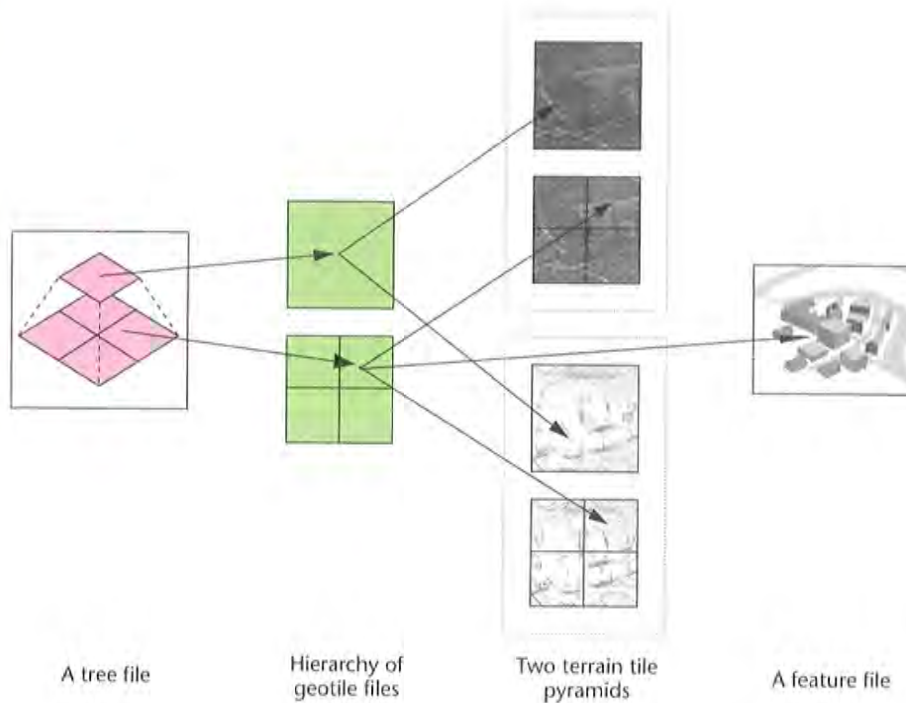 A tree file
Hierarchy of
geotile files
Two terrain tile
pyramids
A feature file